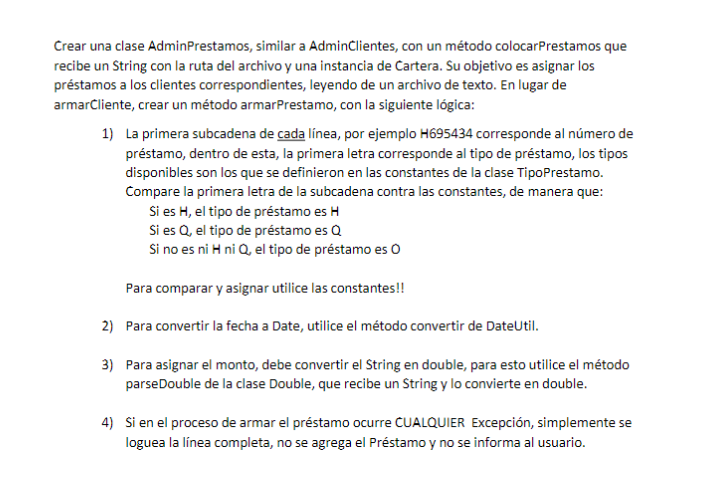 Crear una clase AdminPrestamos, similar a AdminClientes, con un método colocarPrestamos que
recibe un String con la ruta del archivo y una instancia de Cartera. Su objetivo es asignar los
préstamos a los clientes correspondientes, leyendo de un archivo de texto. En lugar de
armarCliente, crear un método armarPrestamo, con la siguiente lógica:
1) La primera subcadena de cada línea, por ejemplo H695434 corresponde al número de
préstamo, dentro de esta, la primera letra corresponde al tipo de préstamo, los tipos
disponibles son los que se definieron en las constantes de la clase TipoPrestamo.
Compare la primera letra de la subcadena contra las constantes, de manera que:
Si es H, el tipo de préstamo es H
Si es Q, el tipo de préstamo es Q
Si no es ni H ni Q, el tipo de préstamo es O
Para comparar y asignar utilice las constantes!!
2) Para convertir la fecha a Date, utilice el método convertir de DateUtil.
3) Para asignar el monto, debe convertir el String en double, para esto utilice el método
parseDouble de la clase Double, que recibe un String y lo convierte en double.
4) Si en el proceso de armar el préstamo ocurre CUALQUIER Excepción, simplemente se
loguea la línea completa, no se agrega el Préstamo y no se informa al usuario.